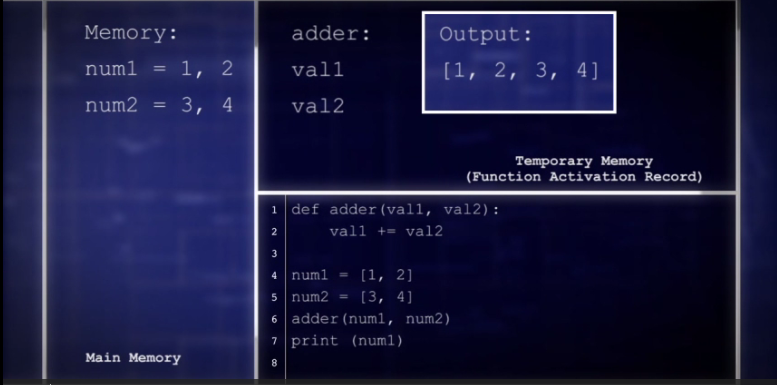 Memory:
num1 = 1, 2
num2 = 3, 4
Main Memory
adder:
val1
val2
Output:
[1, 2, 3, 4]
Temporary Memory
(Function Activation Record)
1 def adder(val1, val2):
2     val1 += val2
3
4 num1 = [1, 2]
5 num2 = [3, 4]
6 adder(num1, num2)
7 print (num1)
8